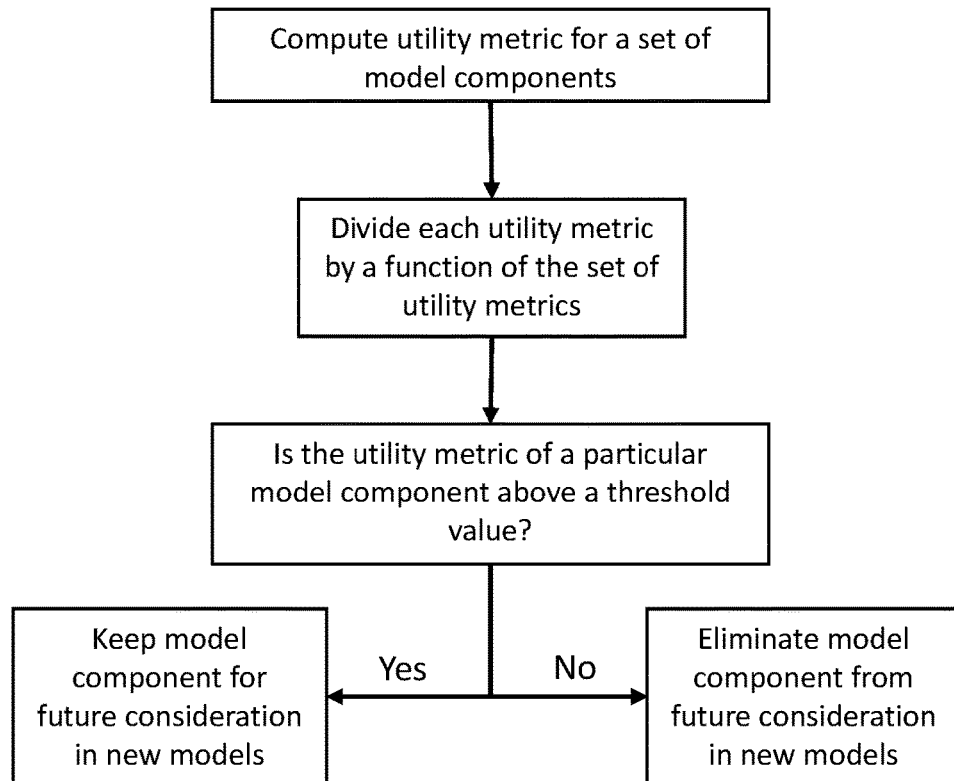 Compute utility metric for a set of
model components
Divide each utility metric
by a function of the set of
utility metrics
Is the utility metric of a particular
model component above a threshold
value?
Yes
No
Keep model
component for
future consideration
in new models
Eliminate model
component from
future consideration
in new models